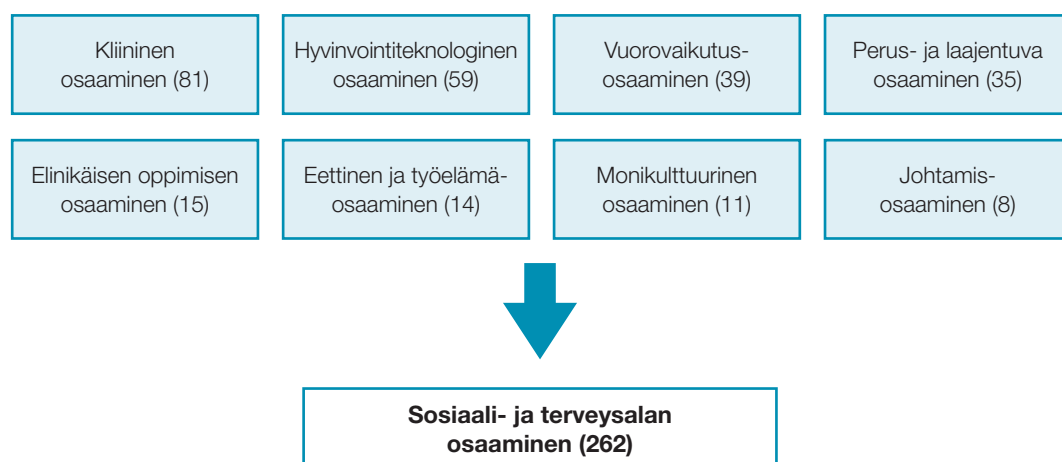 Kliininen
osaaminen (81)
Hyvinvointiteknologinen
osaaminen (59)
Vuorovaikutus-
osaaminen (39)
Perus- ja laajentuva
osaaminen (35)
Elinikäisen oppimisen
osaaminen (15)
Eettinen ja työelämä-
osaaminen (14)
Monikulttuurinen
osaaminen (11)
Johtamis-
osaaminen (8)
Sosiaali- ja terveysalan
osaaminen (262)